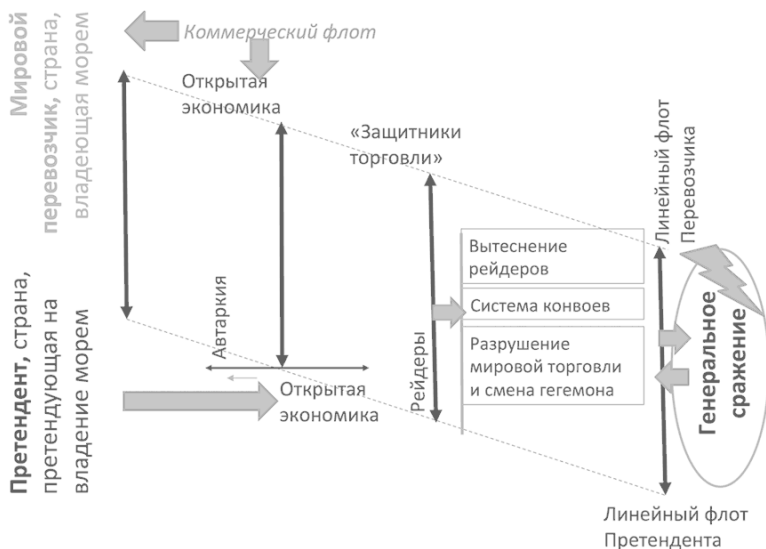 Мировой
перевозчик, страна,
владеющая морем
Коммерческий флот
Открытая
экономика
«Защитники
торговли»
Линейный флот
Перевозчика
Вытеснение
рейдеров
Система конвоев
Разрушение
мировой торговли
и смена гегемона
Генеральное
сражение
Претендент, страна,
претендующая на
владение морем
Автаркия
Открытая
экономика
Рейдеры
Линейный флот
Претендента